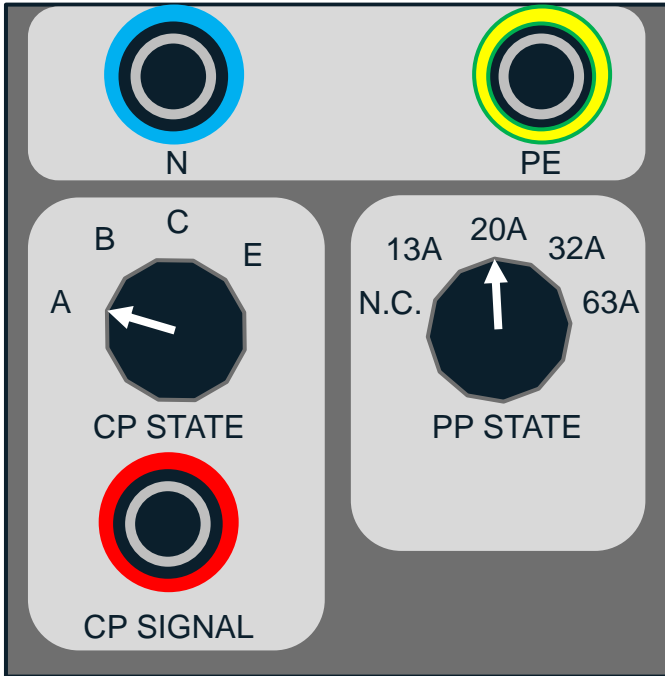 N
PE
A
B
C
E
CP STATE
N.C.
13A
20A
32A
63A
PP STATE
CP SIGNAL